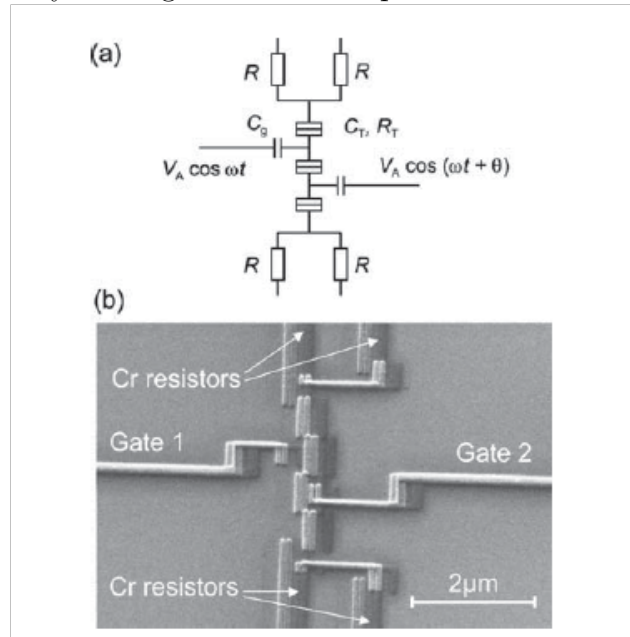 (a)
R R
C_g C_T, R_T
V_A cos ωt V_A cos (ωt + θ)
R R
(b)
Cr resistors
Gate 1
Gate 2
Cr resistors
2μm